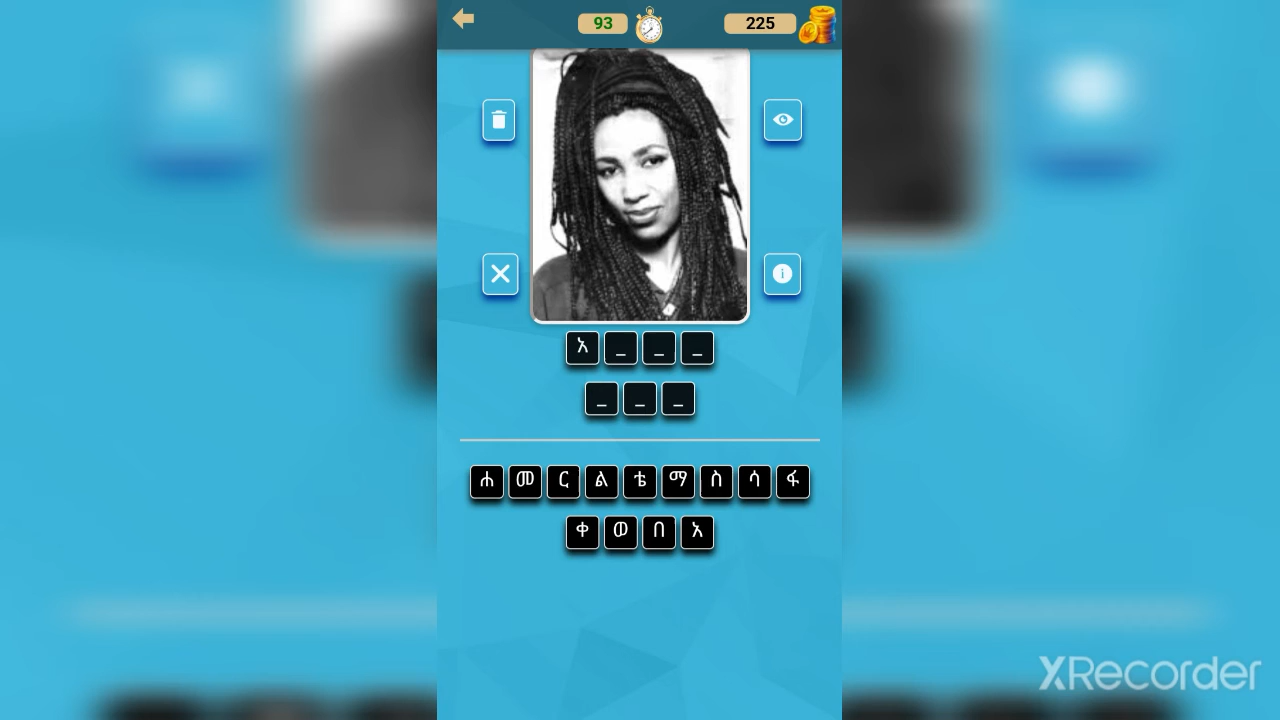 93 225
አ _ _ _
_ _ _
ሐ መ ር ል ቴ ማ ስ ሳ ፋ
ቀ ወ በ አ
XRecorder